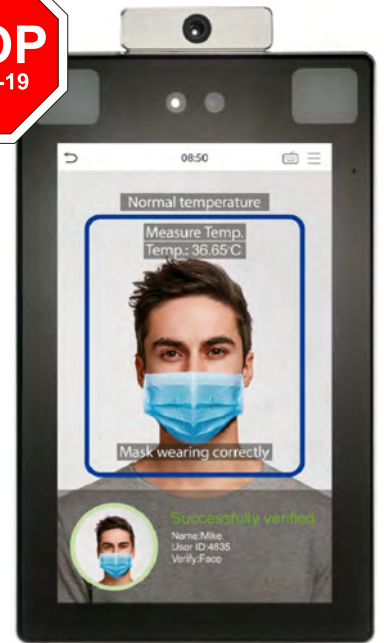 OP
-19
08:50
Normal temperature
Measure Temp.
Temp.: 36.65°C
Mask wearing correctly
Successfully verified
Name:Mike
User ID:4835
Verify:Face